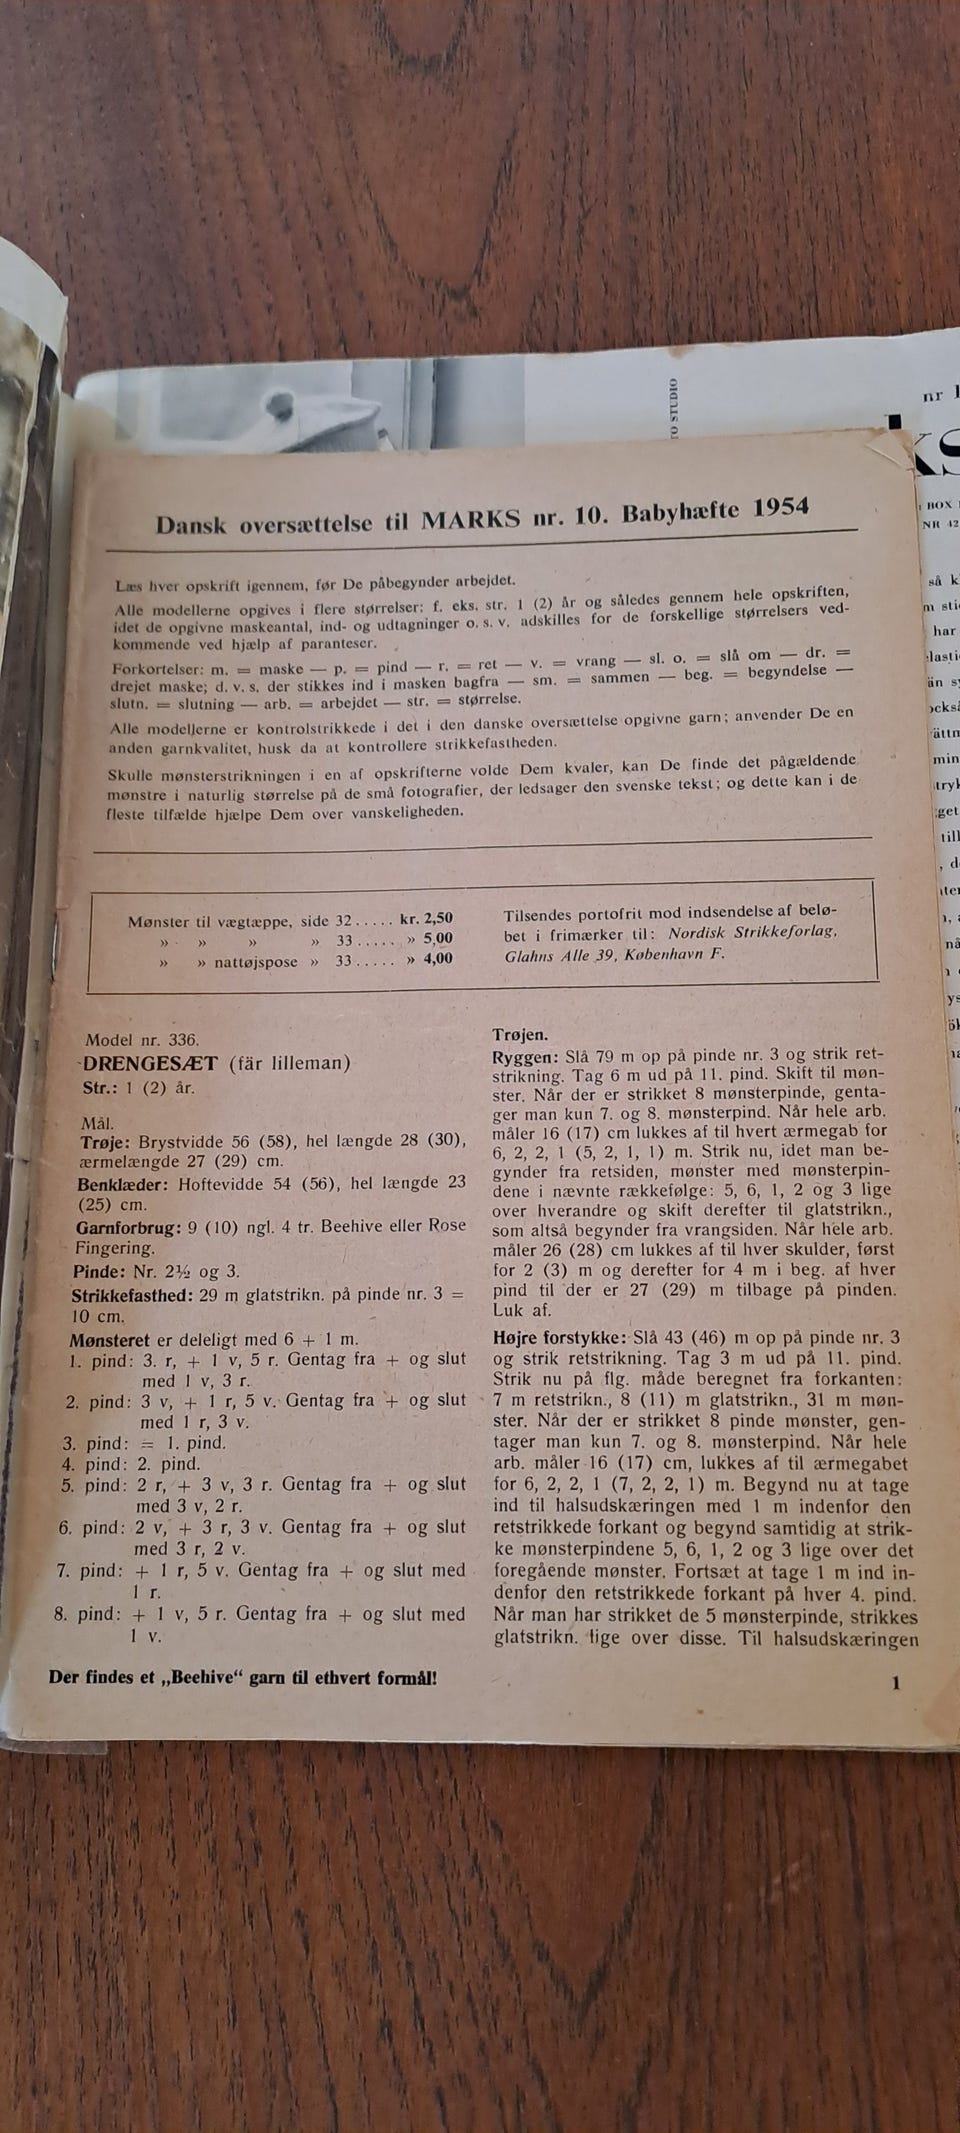 TO STUDIO
nr
KS
BOX
NR 42
Dansk oversættelse til MARKS nr. 10. Babyhæfte 1954
Læs hver opskrift igennem, før De påbegynder arbejdet.
Alle modellerne opgives i flere størrelser: f. eks. str. 1 (2) år og således gennem hele opskriften,
idet de opgivne maskeantal, ind- og udtagninger o. s. v. adskilles for de forskellige størrelsers ved-
kommende ved hjælp af paranteser.
Forkortelser: m. = maske — p. = pind — r. = ret — v. = vrang — sl. o. = slå om — dr. =
drejet maske; d. v. s. der stikkes ind i masken bagfra — sm. = sammen — beg. = begyndelse —
slutn. = slutning — arb. = arbejdet — str. = størrelse.
Alle modellerne er kontrolstrikkede i det i den danske oversættelse opgivne garn; anvender De en
anden garnkvalitet, husk da at kontrollere strikkefastheden.
Skulle mønsterstrikningen i en af opskrifterne volde Dem kvaler, kan De finde det pågældende
mønstre i naturlig størrelse på de små fotografier, der ledsager den svenske tekst; og dette kan i de
fleste tilfælde hjælpe Dem over vanskeligheden.
Mønster til vægtæppe, side 32..... kr. 2,50
» » » » 33..... » 5,00
» » nattøjspose » 33..... » 4,00
Tilsendes portofrit mod indsendelse af belø-
bet i frimærker til: Nordisk Strikkeforlag,
Glahns Alle 39, København F.
Model nr. 336.
DRENGESÆT (fär lilleman)
Str.: 1 (2) år.
Mål.
Trøje: Brystvidde 56 (58), hel længde 28 (30),
ærmelængde 27 (29) cm.
Benklæder: Hoftevidde 54 (56), hel længde 23
(25) cm.
Garnforbrug: 9 (10) ngl. 4 tr. Beehive eller Rose
Fingering.
Pinde: Nr. 2½ og 3.
Strikkefasthed: 29 m glatstrikn. på pinde nr. 3 =
10 cm.
Mønsteret er deleligt med 6 + 1 m.
1. pind: 3. r, + 1 v, 5 r. Gentag fra + og slut
med 1 v, 3 r.
2. pind: 3 v, + 1 r, 5 v. Gentag fra + og slut
med 1 r, 3 v.
3. pind: = 1. pind.
4. pind: 2. pind.
5. pind: 2 r, + 3 v, 3 r. Gentag fra + og slut
med 3 v, 2 r.
6. pind: 2 v, + 3 r, 3 v. Gentag fra + og slut
med 3 r, 2 v.
7. pind: + 1 r, 5 v. Gentag fra + og slut med
1 r.
8. pind: + 1 v, 5 r. Gentag fra + og slut med
1 v.
Trøjen.
Ryggen: Slå 79 m op på pinde nr. 3 og strik ret-
strikning. Tag 6 m ud på 11. pind. Skift til møn-
ster. Når der er strikket 8 mønsterpinde, genta-
ger man kun 7. og 8. mønsterpind. Når hele arb.
måler 16 (17) cm lukkes af til hvert ærmegab for
6, 2, 2, 1 (5, 2, 1, 1) m. Strik nu, idet man be-
gynder fra retsiden, mønster med mønsterpin-
dene i nævnte rækkefølge: 5, 6, 1, 2 og 3 lige
over hverandre og skift derefter til glatstrikn.,
som altså begynder fra vrangsiden. Når hele arb.
måler 26 (28) cm lukkes af til hver skulder, først
for 2 (3) m og derefter for 4 m i beg. af hver
pind til der er 27 (29) m tilbage på pinden.
Luk af.
Højre forstykke: Slå 43 (46) m op på pinde nr. 3
og strik retstrikning. Tag 3 m ud på 11. pind.
Strik nu på flg. måde beregnet fra forkanten:
7 m retstrikn., 8 (11) m glatstrikn., 31 m møn-
ster. Når der er strikket 8 pinde mønster, gen-
tager man kun 7. og 8. mønsterpind. Når hele
arb. måler 16 (17) cm, lukkes af til ærmegabet
for 6, 2, 2, 1 (7, 2, 2, 1) m. Begynd nu at tage
ind til halsudskæringen med 1 m indenfor den
retstrikkede forkant og begynd samtidig at strik-
ke mønsterpindene 5, 6, 1, 2 og 3 lige over det
foregående mønster. Fortsæt at tage 1 m ind in-
denfor den retstrikkede forkant på hver 4. pind.
Når man har strikket de 5 mønsterpinde, strikkes
glatstrikn. lige over disse. Til halsudskæringen
Der findes et „Beehive“ garn til ethvert formål!
1